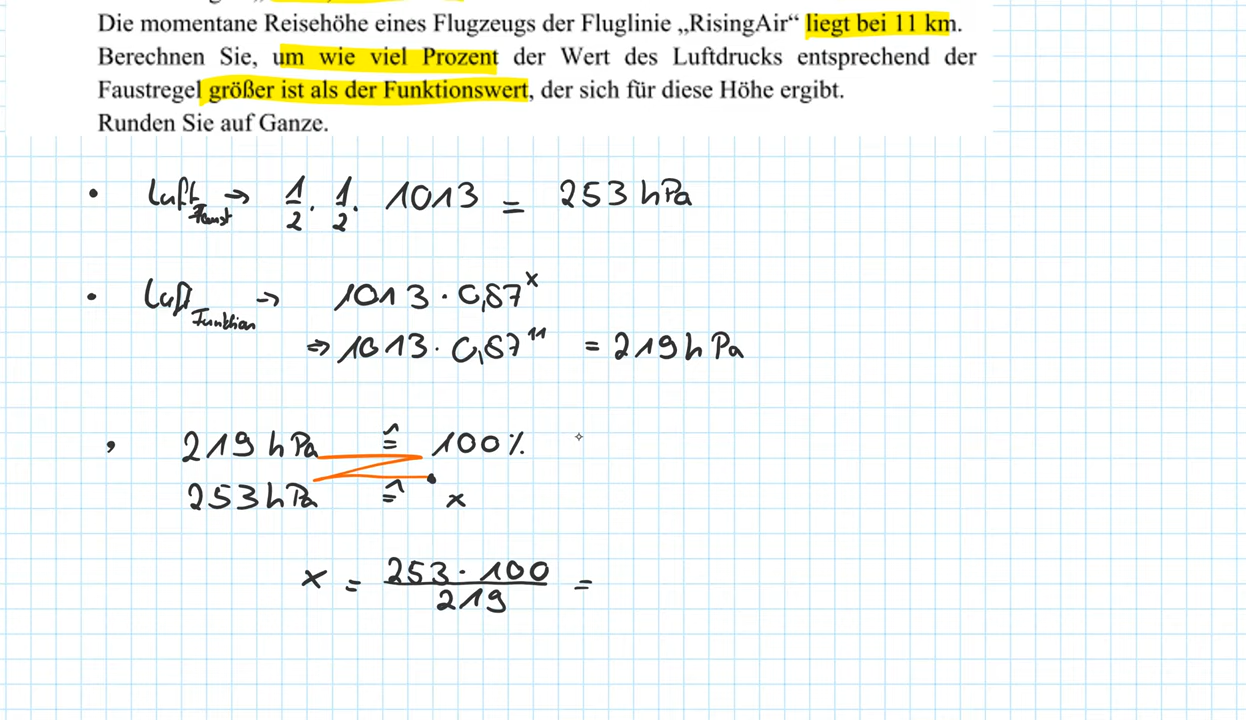 Die momentane Reisehöhe eines Flugzeugs der Fluglinie „RisingAir“ liegt bei 11 km.
Berechnen Sie, um wie viel Prozent der Wert des Luftdrucks entsprechend der
Faustregel größer ist als der Funktionswert, der sich für diese Höhe ergibt.
Runden Sie auf Ganze.
• Luft Faust → 1/2 · 1/2 · 1013 = 253 hPa
• Luft Funktion → 1013 · 0,87^x
⇒ 1013 · 0,87^11 = 219 hPa
219 hPa ≙ 100%
253 hPa ≙ x
x = 253 · 100 / 219 =